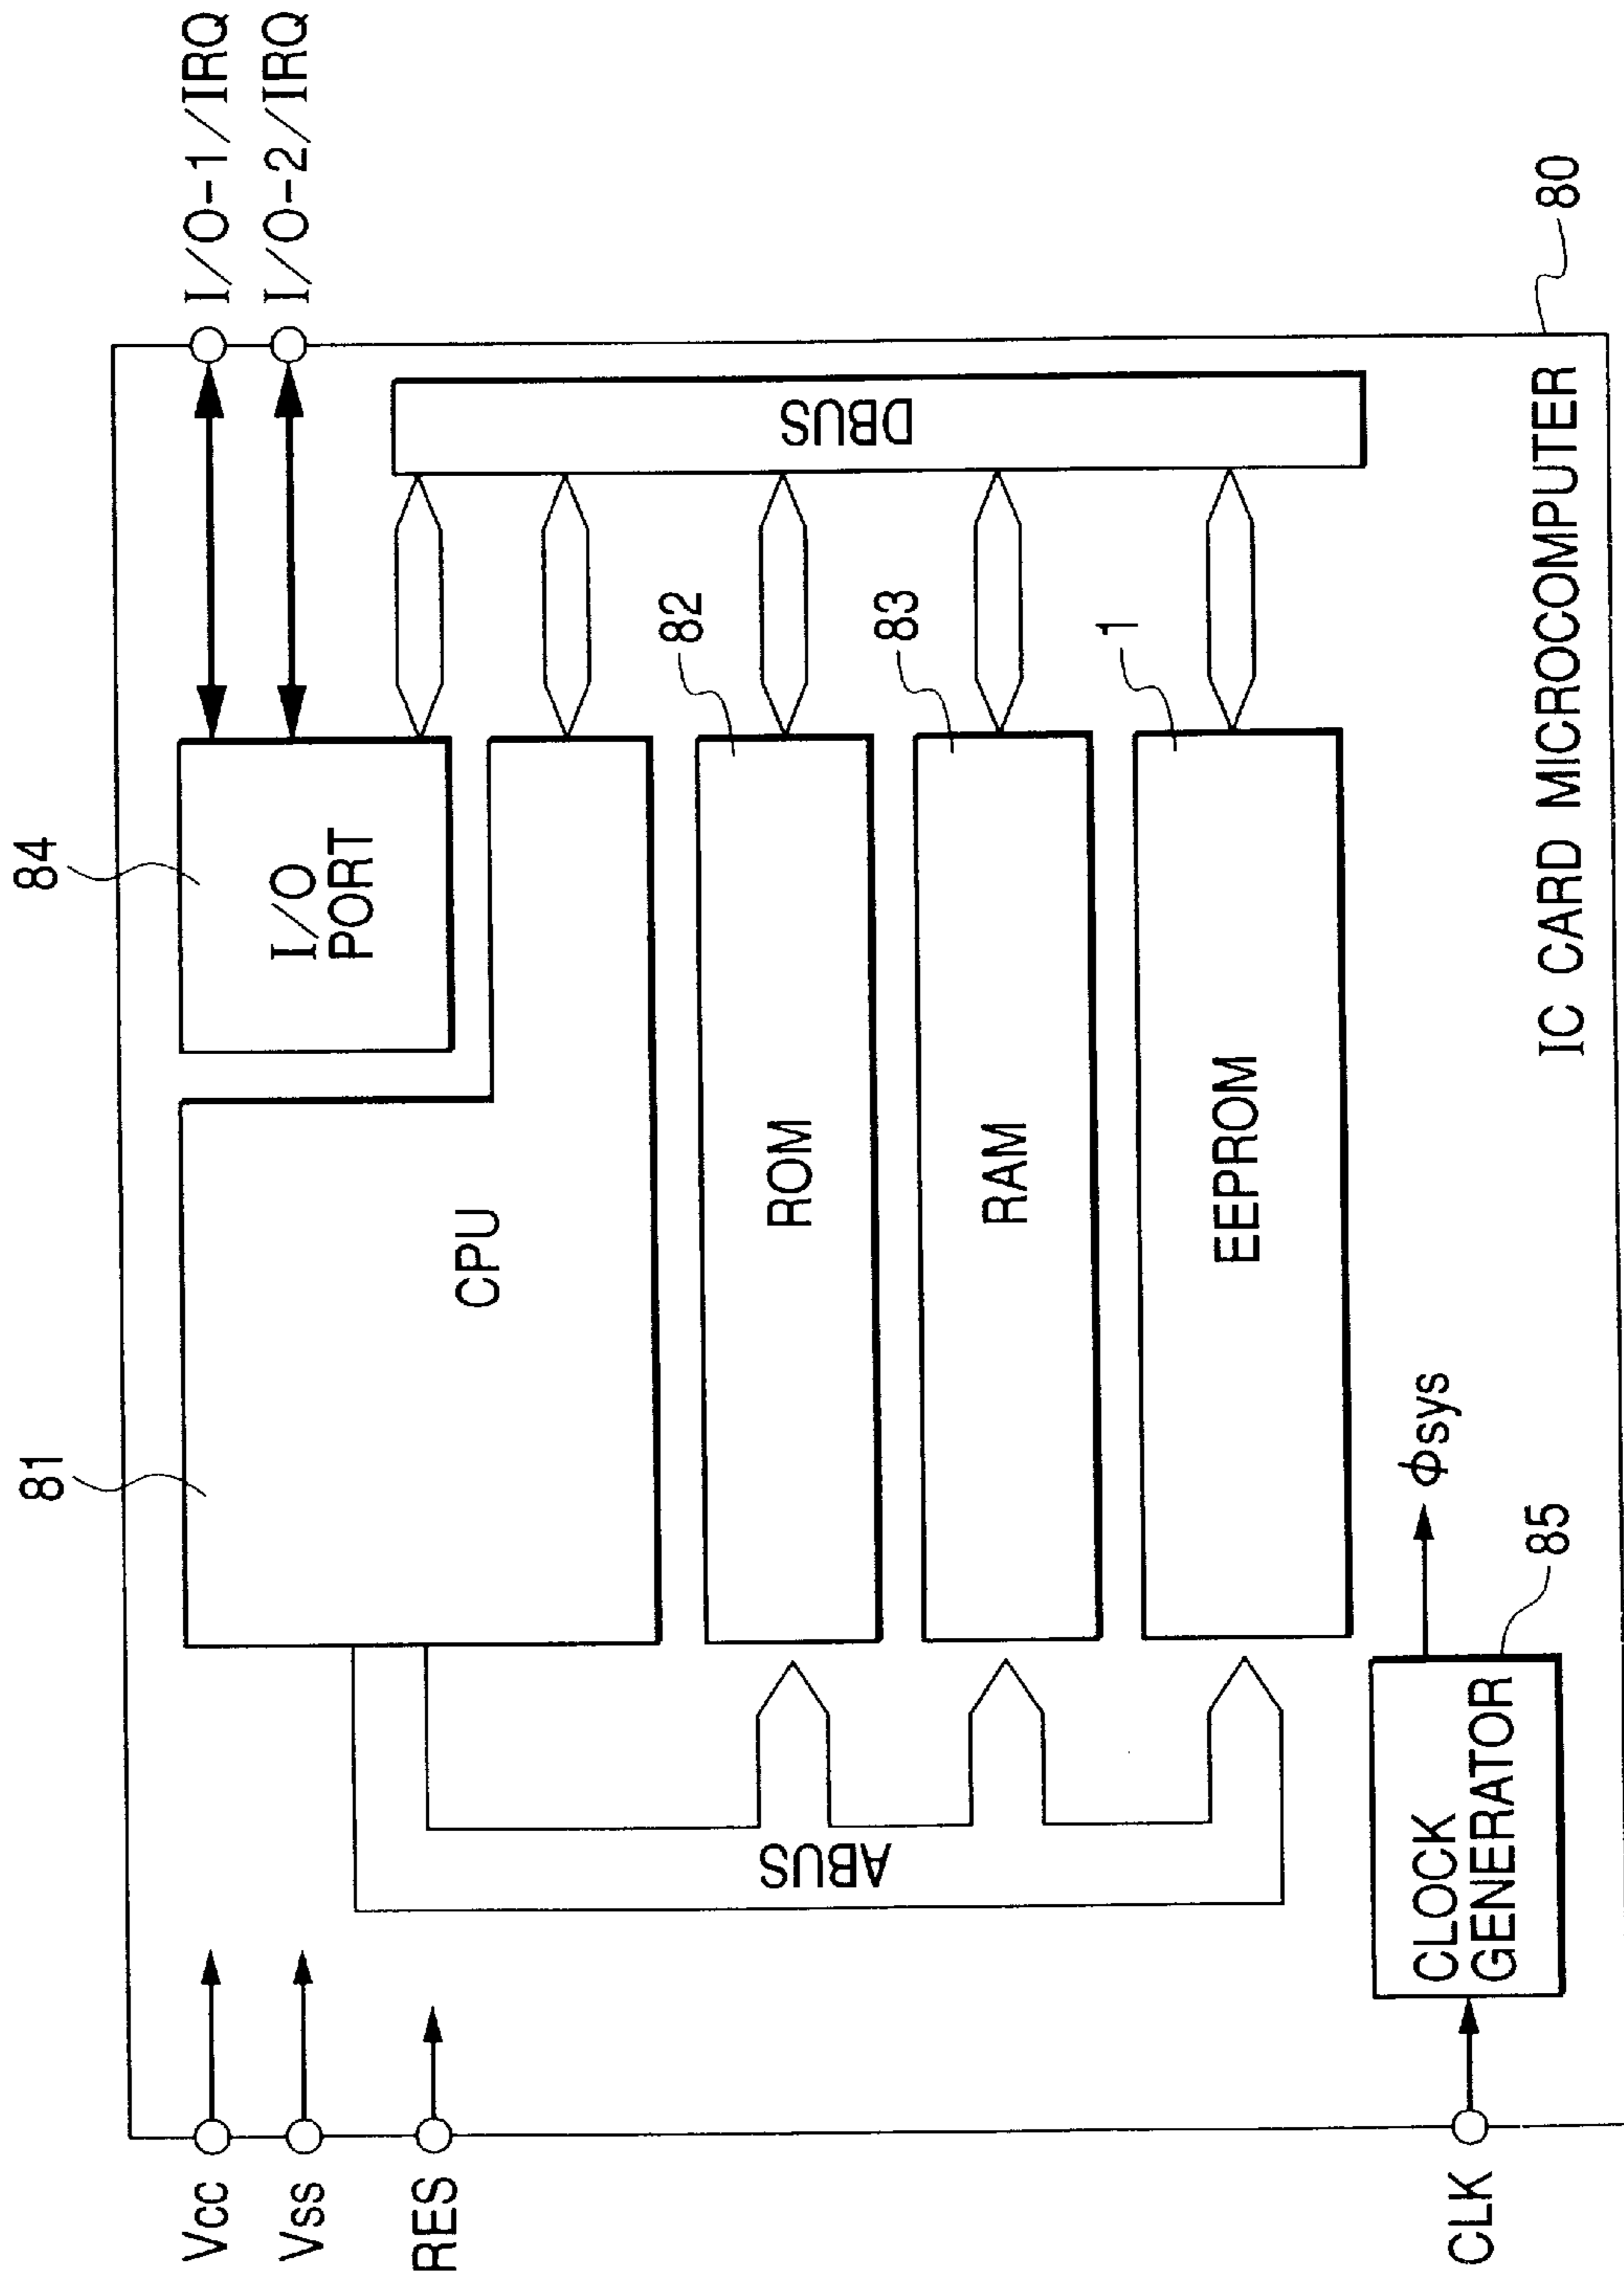 I/O-1/IRQ
I/O-2/IRQ
84
81
I/O
PORT
CPU
Vcc
Vss
RES
ABUS
DBUS
82
ROM
83
RAM
1
EEPROM
CLK
CLOCK
GENERATOR
ϕsys
85
IC CARD MICROCOMPUTER
80